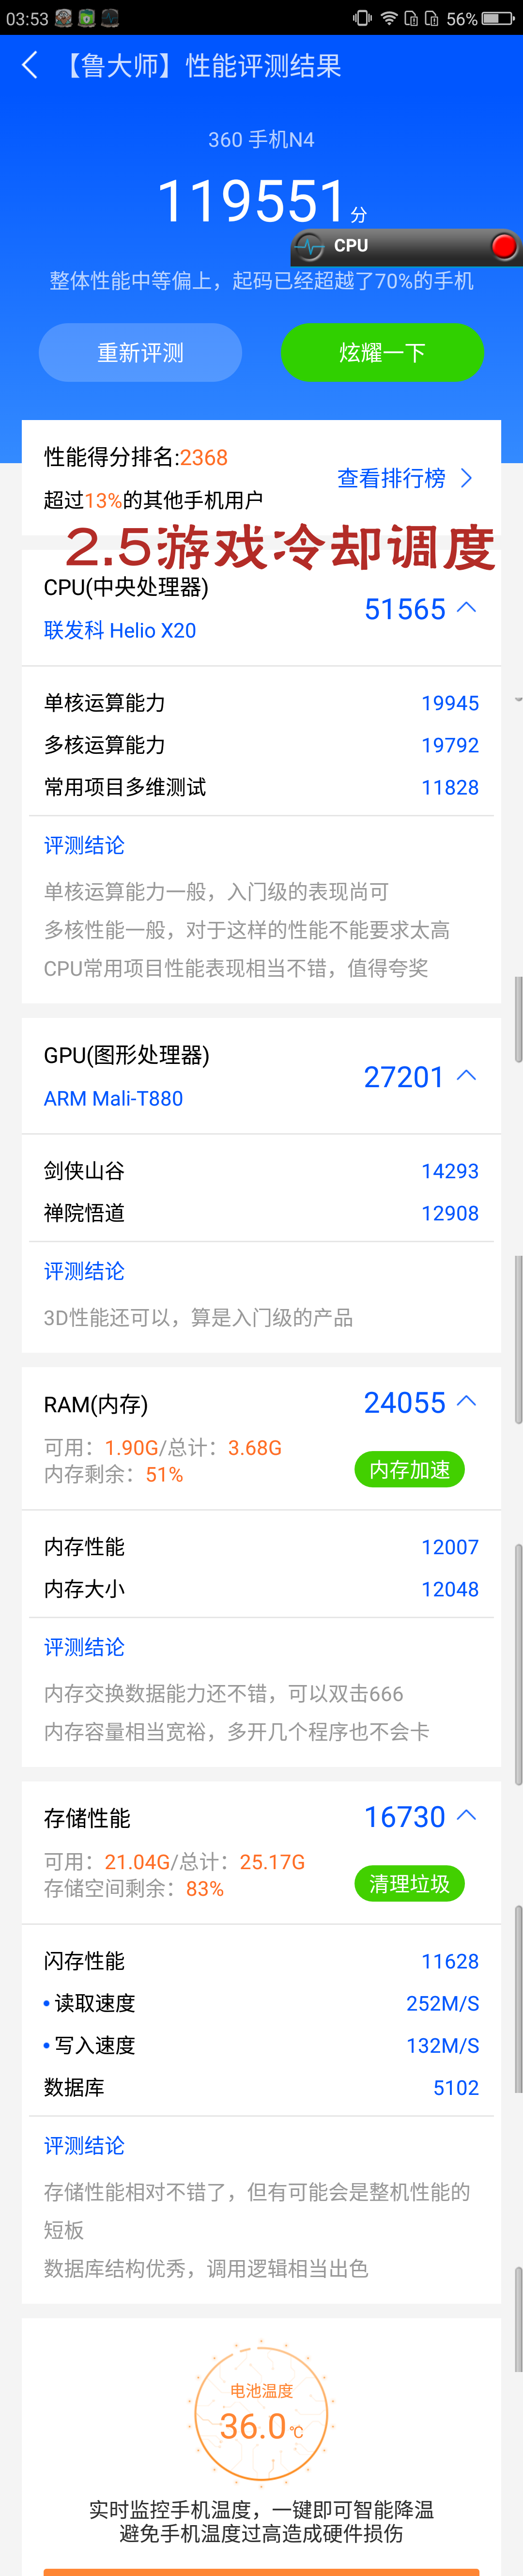 03:53
56%
【鲁大师】性能评测结果
360 手机N4
119551分
CPU
整体性能中等偏上，起码已经超越了70%的手机
重新评测
炫耀一下
性能得分排名:2368
查看排行榜
超过13%的其他手机用户
2.5游戏冷却调度
CPU(中央处理器)
51565
联发科 Helio X20
单核运算能力 19945
多核运算能力 19792
常用项目多维测试 11828
评测结论
单核运算能力一般，入门级的表现尚可
多核性能一般，对于这样的性能不能要求太高
CPU常用项目性能表现相当不错，值得夸奖
GPU(图形处理器)
27201
ARM Mali-T880
剑侠山谷 14293
禅院悟道 12908
评测结论
3D性能还可以，算是入门级的产品
RAM(内存)
24055
可用：1.90G/总计：3.68G
内存剩余：51%
内存加速
内存性能 12007
内存大小 12048
评测结论
内存交换数据能力还不错，可以双击666
内存容量相当宽裕，多开几个程序也不会卡
存储性能
16730
可用：21.04G/总计：25.17G
存储空间剩余：83%
清理垃圾
闪存性能 11628
• 读取速度 252M/S
• 写入速度 132M/S
数据库 5102
评测结论
存储性能相对不错了，但有可能会是整机性能的
短板
数据库结构优秀，调用逻辑相当出色
电池温度
36.0℃
实时监控手机温度，一键即可智能降温
避免手机温度过高造成硬件损伤